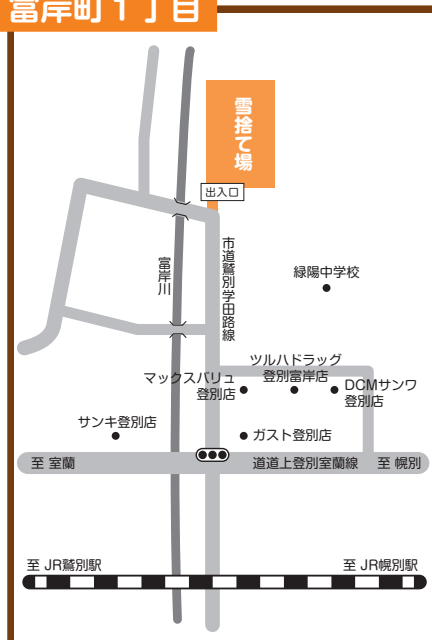 富岸町1丁目
雪捨て場
出入口
市道鷲別学田路線
富岸川
緑陽中学校
ツルハドラッグ
登別富岸店
マックスバリュ
登別店
DCMサンワ
登別店
サンキ登別店
ガスト登別店
至 室蘭
道道上登別室蘭線
至 幌別
至 JR鷲別駅
至 JR幌別駅